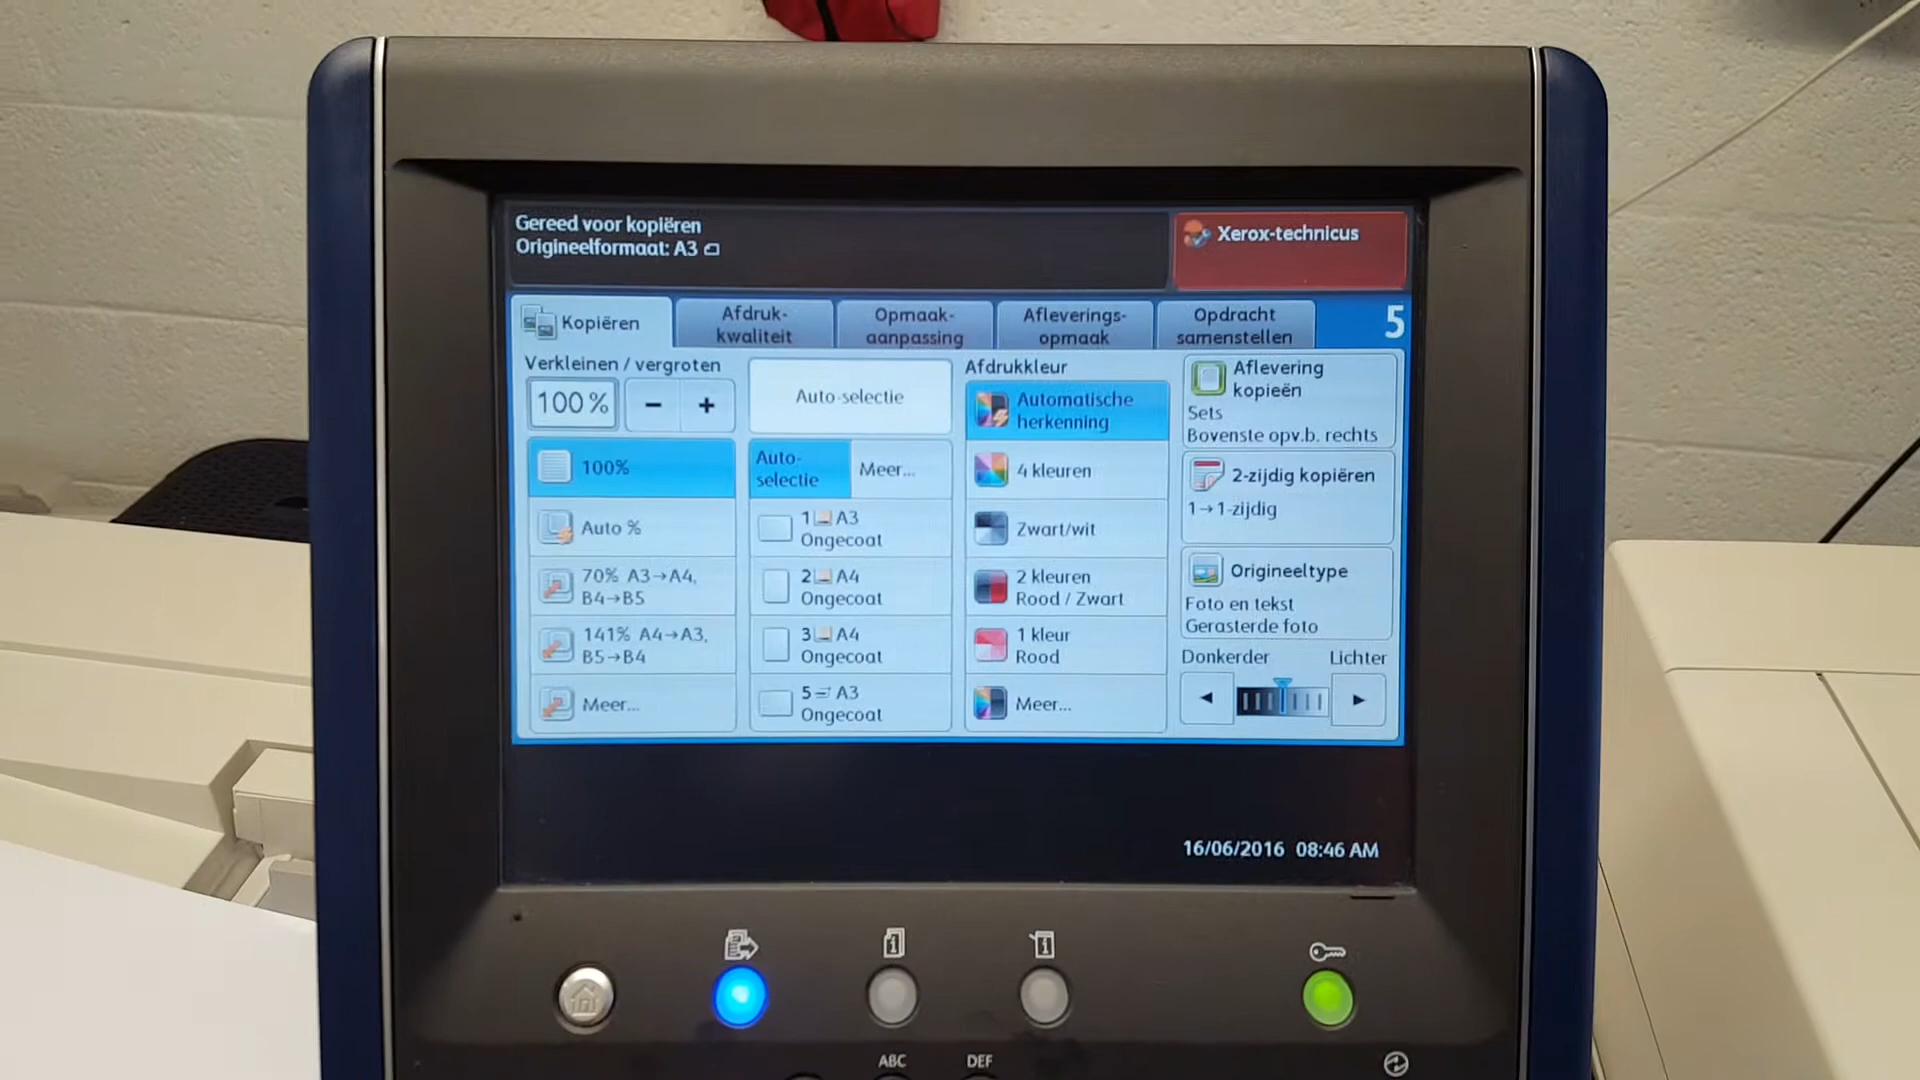 Gereed voor kopiëren
Origineelformaat: A3
Xerox-technicus
Kopiëren
Afdruk-
kwaliteit
Opmaak-
aanpassing
Afleverings-
opmaak
Opdracht
samenstellen
5
Verkleinen / vergroten
100%
− +
100%
Auto %
70% A3→A4,
B4→B5
141% A4→A3,
B5→B4
Meer...
Auto-selectie
Auto-
selectie
Meer...
1 A3
Ongecoat
2 A4
Ongecoat
3 A4
Ongecoat
5 A3
Ongecoat
Afdrukkleur
Automatische
herkenning
4 kleuren
Zwart/wit
2 kleuren
Rood / Zwart
1 kleur
Rood
Meer...
Aflevering
kopieën
Sets
Bovenste opv.b. rechts
2-zijdig kopiëren
1→1-zijdig
Origineeltype
Foto en tekst
Gerasterde foto
Donkerder Lichter
16/06/2016 08:46 AM
ABC DEF